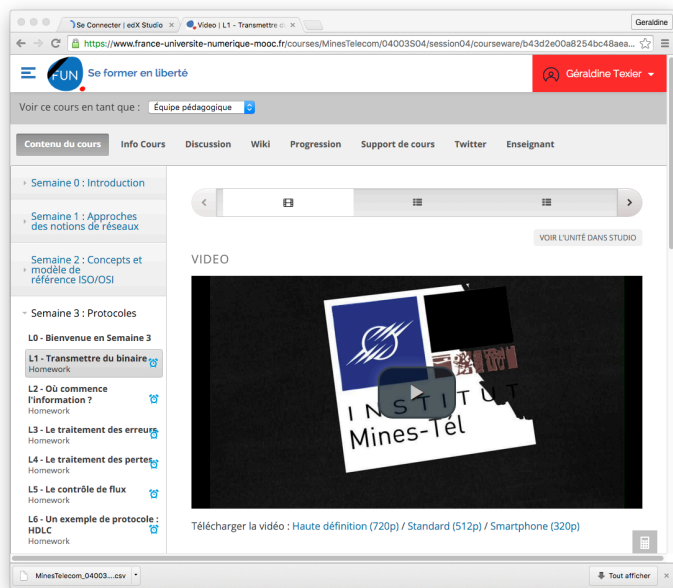 Se Connecter | edX Studio
Video | L1 - Transmettre d
Geraldine
https://www.france-universite-numerique-mooc.fr/courses/MinesTelecom/04003S04/session04/courseware/b43d2e00a8254bc48aea...
FUN
Se former en liberté
Géraldine Texier
Voir ce cours en tant que :
Équipe pédagogique
Contenu du cours
Info Cours
Discussion
Wiki
Progression
Support de cours
Twitter
Enseignant
Semaine 0 : Introduction
Semaine 1 : Approches
des notions de réseaux
Semaine 2 : Concepts et
modèle de
référence ISO/OSI
Semaine 3 : Protocoles
L0 - Bienvenue en Semaine 3
L1 - Transmettre du binaire
Homework
L2 - Où commence
l'information ?
Homework
L3 - Le traitement des erreurs
Homework
L4 - Le traitement des pertes
Homework
L5 - Le contrôle de flux
Homework
L6 - Un exemple de protocole :
HDLC
Homework
VOIR L'UNITÉ DANS STUDIO
VIDEO
INSTITUT
Mines-Tél
Télécharger la vidéo : Haute définition (720p) / Standard (512p) / Smartphone (320p)
MinesTelecom_04003....csv
Tout afficher